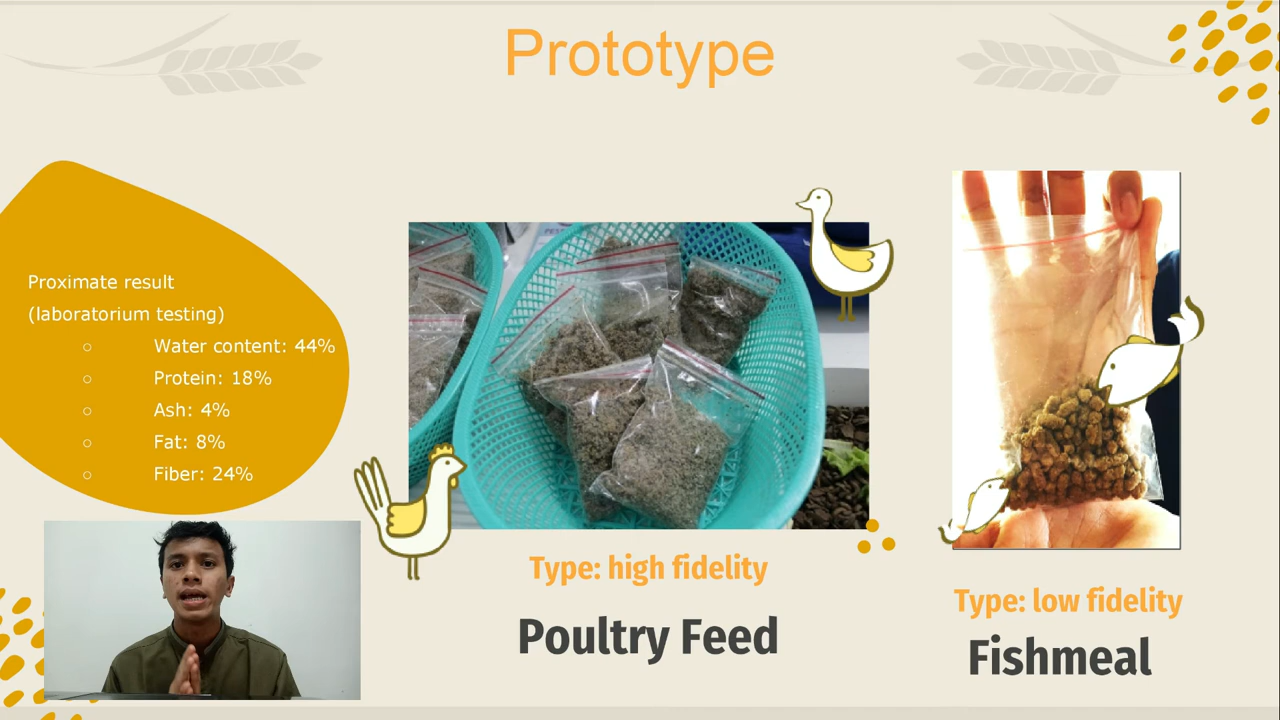 Prototype
Proximate result
(laboratorium testing)
○ Water content: 44%
○ Protein: 18%
○ Ash: 4%
○ Fat: 8%
○ Fiber: 24%
Type: high fidelity
Poultry Feed
Type: low fidelity
Fishmeal